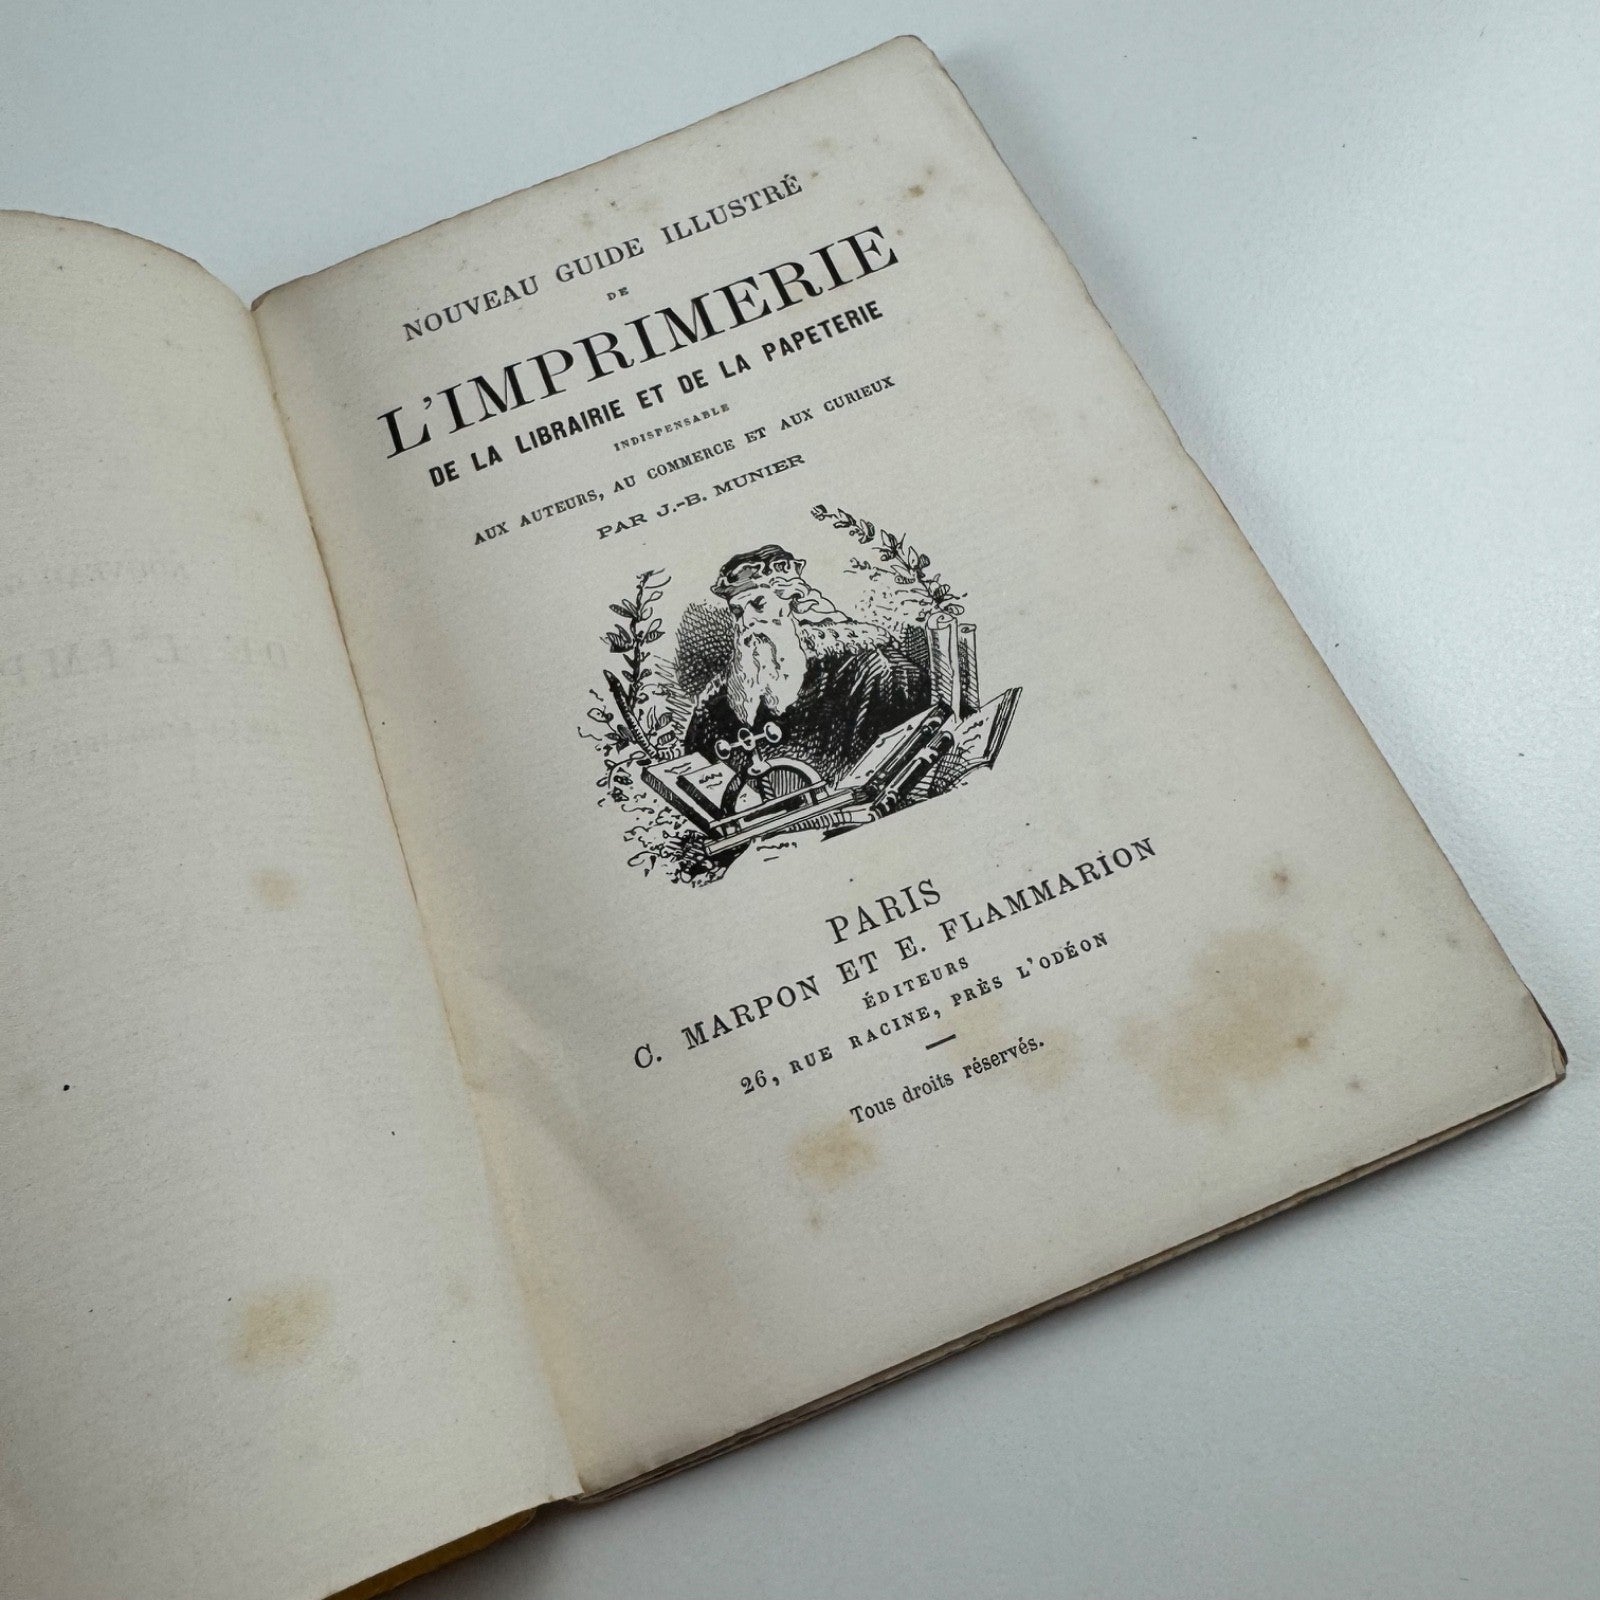 NOUVEAU GUIDE ILLUSTRÉ
DE
L'IMPRIMERIE
DE LA LIBRAIRIE ET DE LA PAPETERIE
INDISPENSABLE
AUX AUTEURS, AU COMMERCE ET AUX CURIEUX
PAR J.-B. MUNIER
PARIS
C. MARPON ET E. FLAMMARION
ÉDITEURS
26, RUE RACINE, PRÈS L'ODÉON
Tous droits réservés.